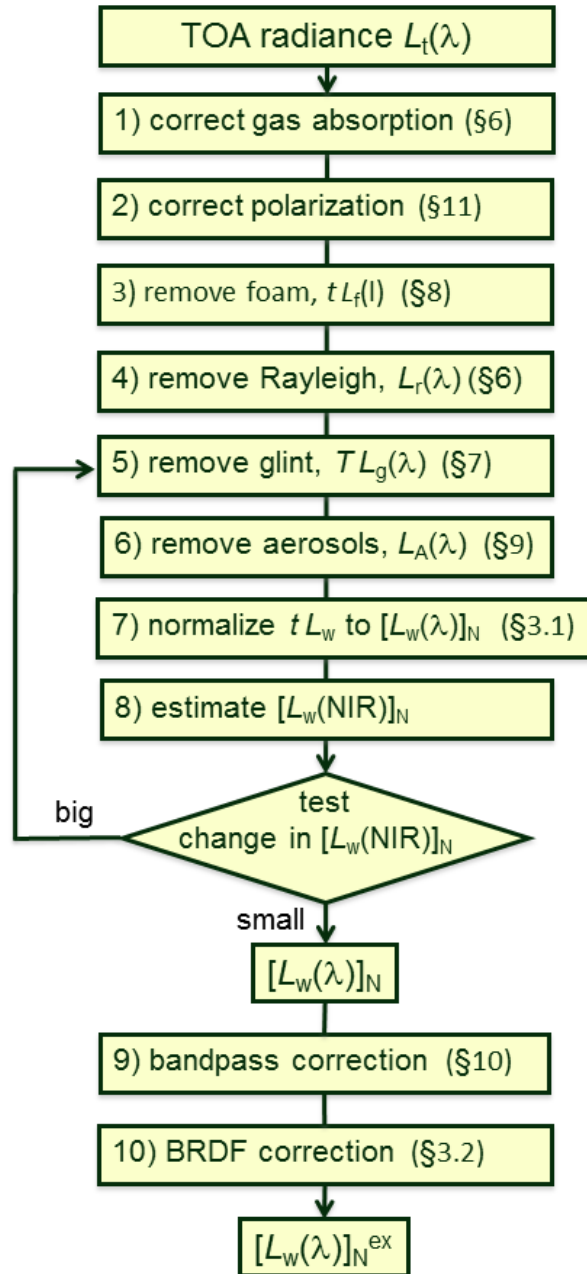 TOA radiance Lt(λ)
1) correct gas absorption (§6)
2) correct polarization (§11)
3) remove foam, t Lf(l) (§8)
4) remove Rayleigh, Lr(λ) (§6)
5) remove glint, T Lg(λ) (§7)
6) remove aerosols, LA(λ) (§9)
7) normalize t Lw to [Lw(λ)]N (§3.1)
8) estimate [Lw(NIR)]N
test
big
change in [Lw(NIR)]N
small
[Lw(λ)]N
9) bandpass correction (§10)
10) BRDF correction (§3.2)
[Lw(λ)]N^ex